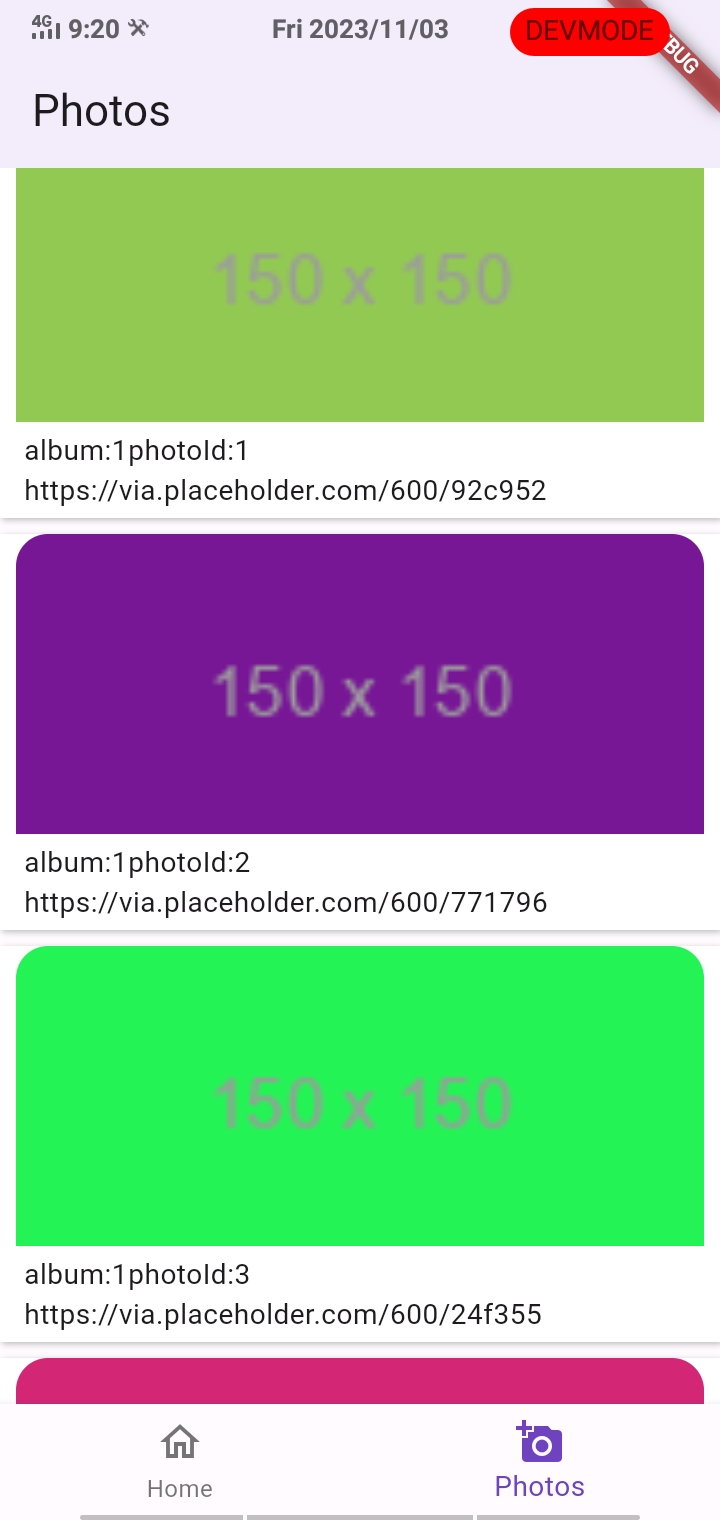 4G 9:20 Fri 2023/11/03 DEVMODE
BUG
Photos
150 x 150
album:1photoId:1
https://via.placeholder.com/600/92c952
150 x 150
album:1photoId:2
https://via.placeholder.com/600/771796
150 x 150
album:1photoId:3
https://via.placeholder.com/600/24f355
Home Photos